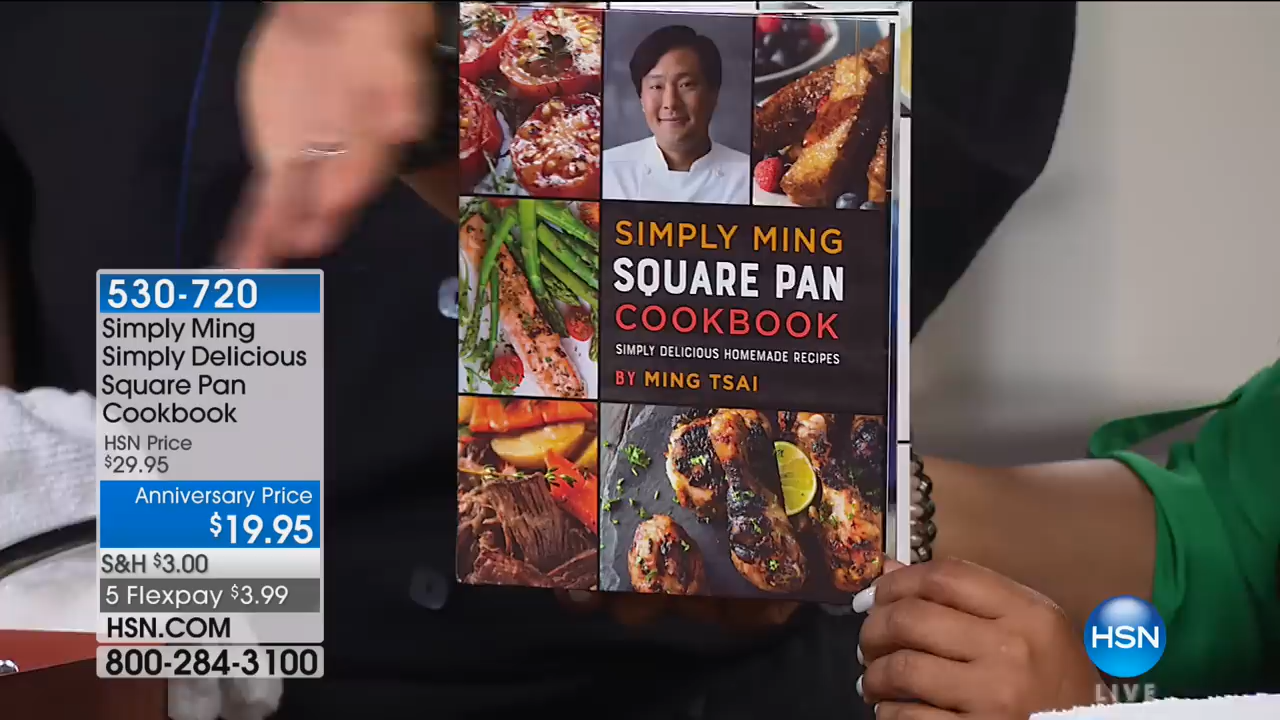 SIMPLY MING
SQUARE PAN
COOKBOOK
SIMPLY DELICIOUS HOMEMADE RECIPES
BY MING TSAI
530-720
Simply Ming
Simply Delicious
Square Pan
Cookbook
HSN Price
$29.95
Anniversary Price
$19.95
S&H $3.00
5 Flexpay $3.99
HSN.COM
800-284-3100
HSN
LIVE